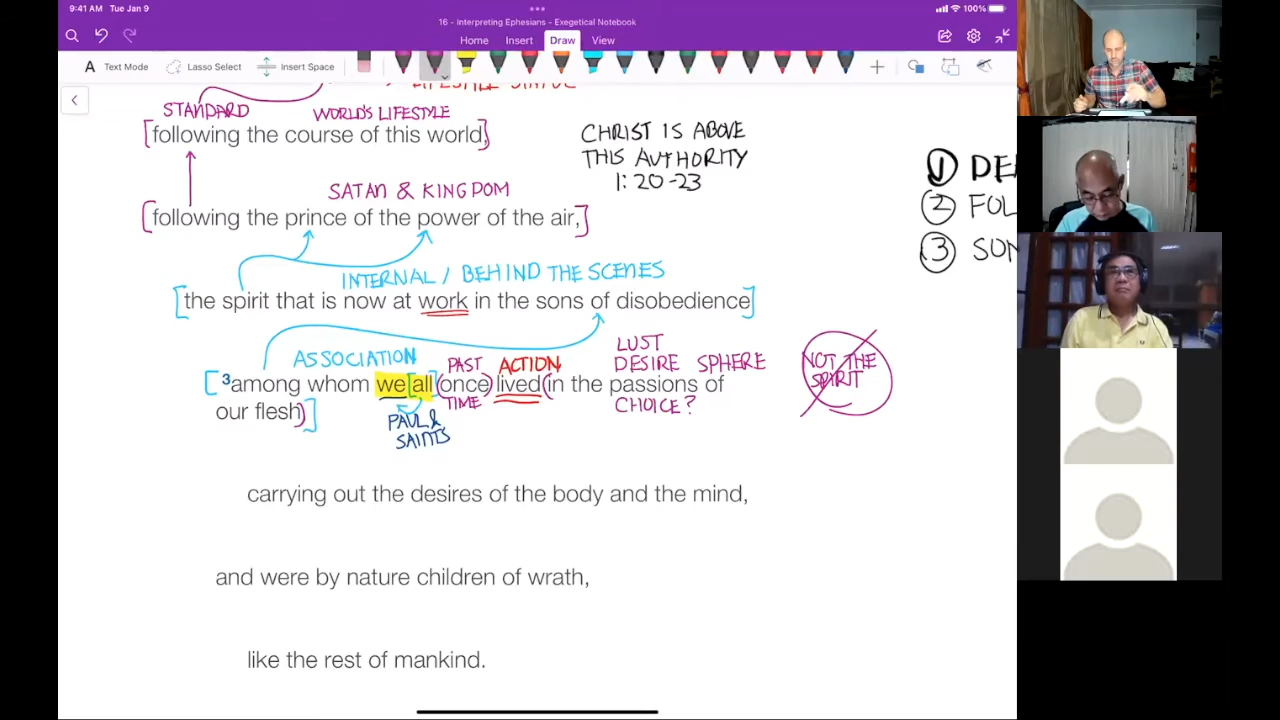 9:41 AM Tue Jan 9
100%
16 - Interpreting Ephesians - Exegetical Notebook
Home Insert Draw View
Text Mode Lasso Select Insert Space
STANDARD WORLD'S LIFESTYLE
[following the course of this world,]
CHRIST IS ABOVE
THIS AUTHORITY
1:20-23
SATAN & KINGDOM
[following the prince of the power of the air,]
1
2 FOL
3 SON
INTERNAL / BEHIND THE SCENES
[the spirit that is now at work in the sons of disobedience]
ASSOCIATION PAST ACTION LUST
DESIRE SPHERE
[3among whom we [all] (once) lived (in the passions of
our flesh)]
TIME CHOICE?
PAUL &
SAINTS
NOT THE
SPIRIT
carrying out the desires of the body and the mind,
and were by nature children of wrath,
like the rest of mankind.